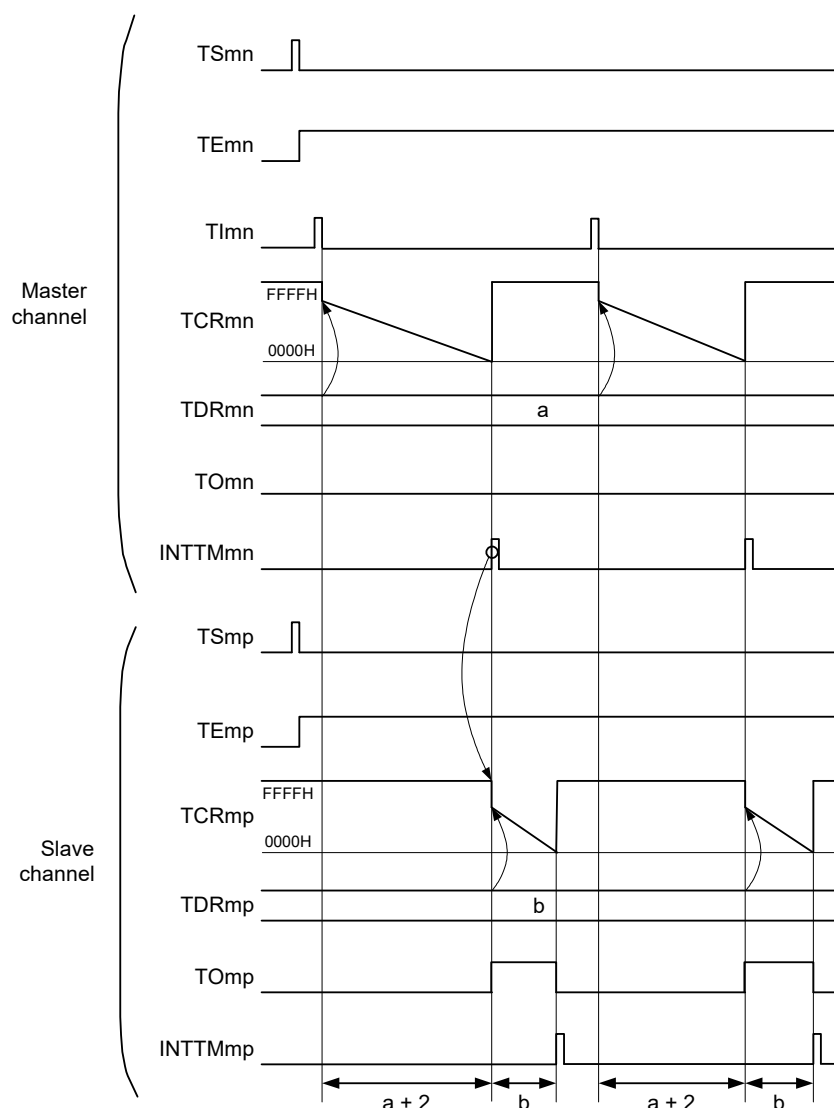 TSmn
TEmn
TImn
Master
channel
FFFFH
TCRmn
0000H
TDRmn
a
TOmn
INTTMmn
TSmp
TEmp
FFFFH
TCRmp
0000H
Slave
channel
TDRmp
b
TOmp
INTTMmp
a + 2 b a + 2 b